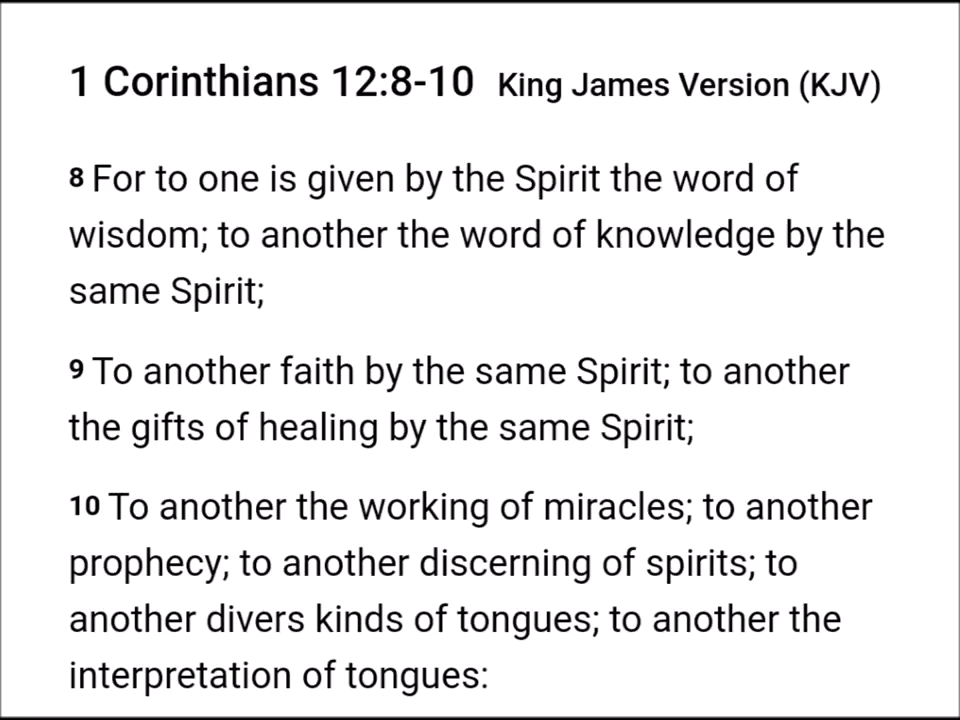 1 Corinthians 12:8-10 King James Version (KJV)
8 For to one is given by the Spirit the word of
wisdom; to another the word of knowledge by the
same Spirit;
9 To another faith by the same Spirit; to another
the gifts of healing by the same Spirit;
10 To another the working of miracles; to another
prophecy; to another discerning of spirits; to
another divers kinds of tongues; to another the
interpretation of tongues: